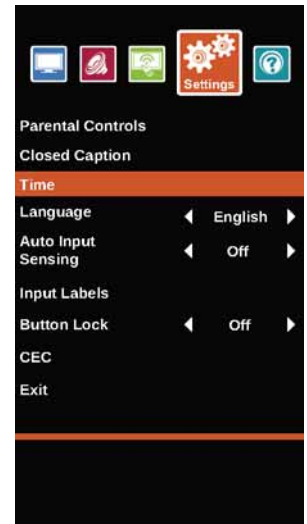 Settings
Parental Controls
Closed Caption
Time
Language English
Auto Input
Sensing Off
Input Labels
Button Lock Off
CEC
Exit